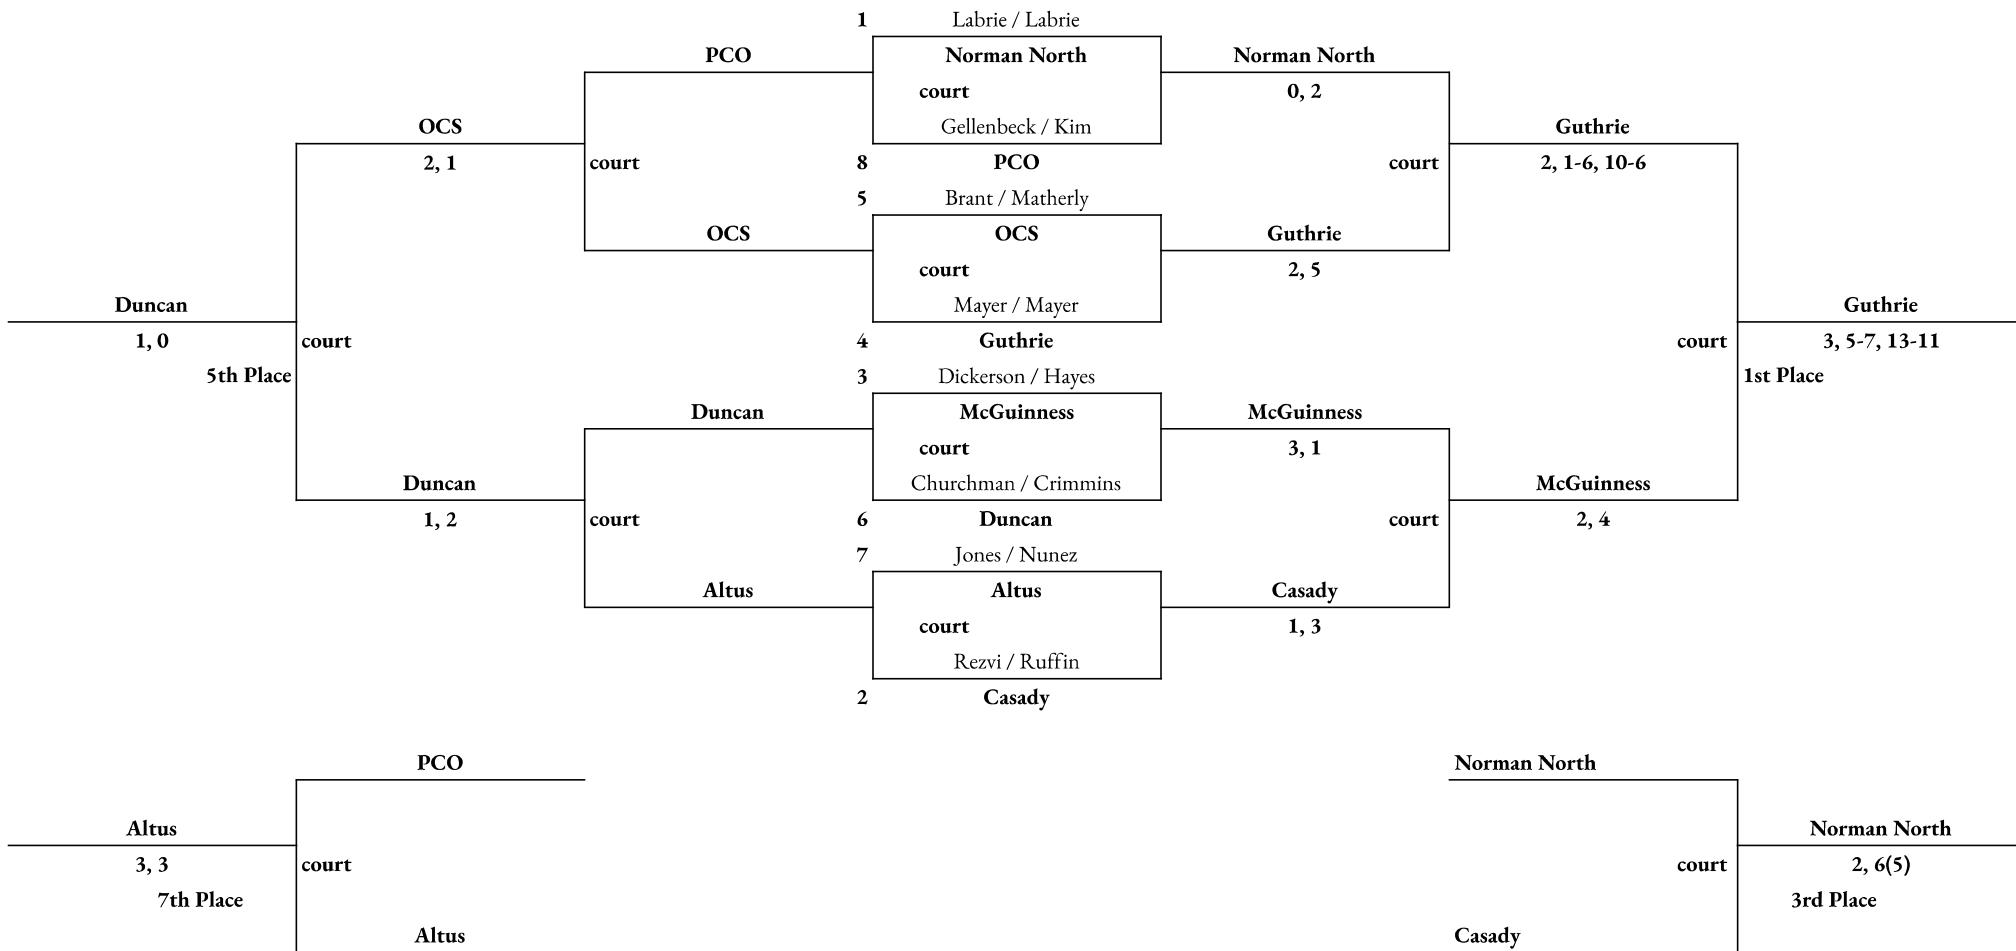 1 Labrie / Labrie
PCO Norman North Norman North
court 0, 2
OCS Gellenbeck / Kim Guthrie
2, 1 court 8 PCO court 2, 1-6, 10-6
5 Brant / Matherly
OCS OCS Guthrie
court 2, 5
Duncan Mayer / Mayer Guthrie
1, 0 court 4 Guthrie court 3, 5-7, 13-11
5th Place 3 Dickerson / Hayes 1st Place
Duncan McGuinness McGuinness
court 3, 1
Duncan Churchman / Crimmins McGuinness
1, 2 court 6 Duncan court 2, 4
7 Jones / Nunez
Altus Altus Casady
court 1, 3
Rezvi / Ruffin
2 Casady
PCO Norman North
Altus Norman North
3, 3 court court 2, 6(5)
7th Place 3rd Place
Altus Casady